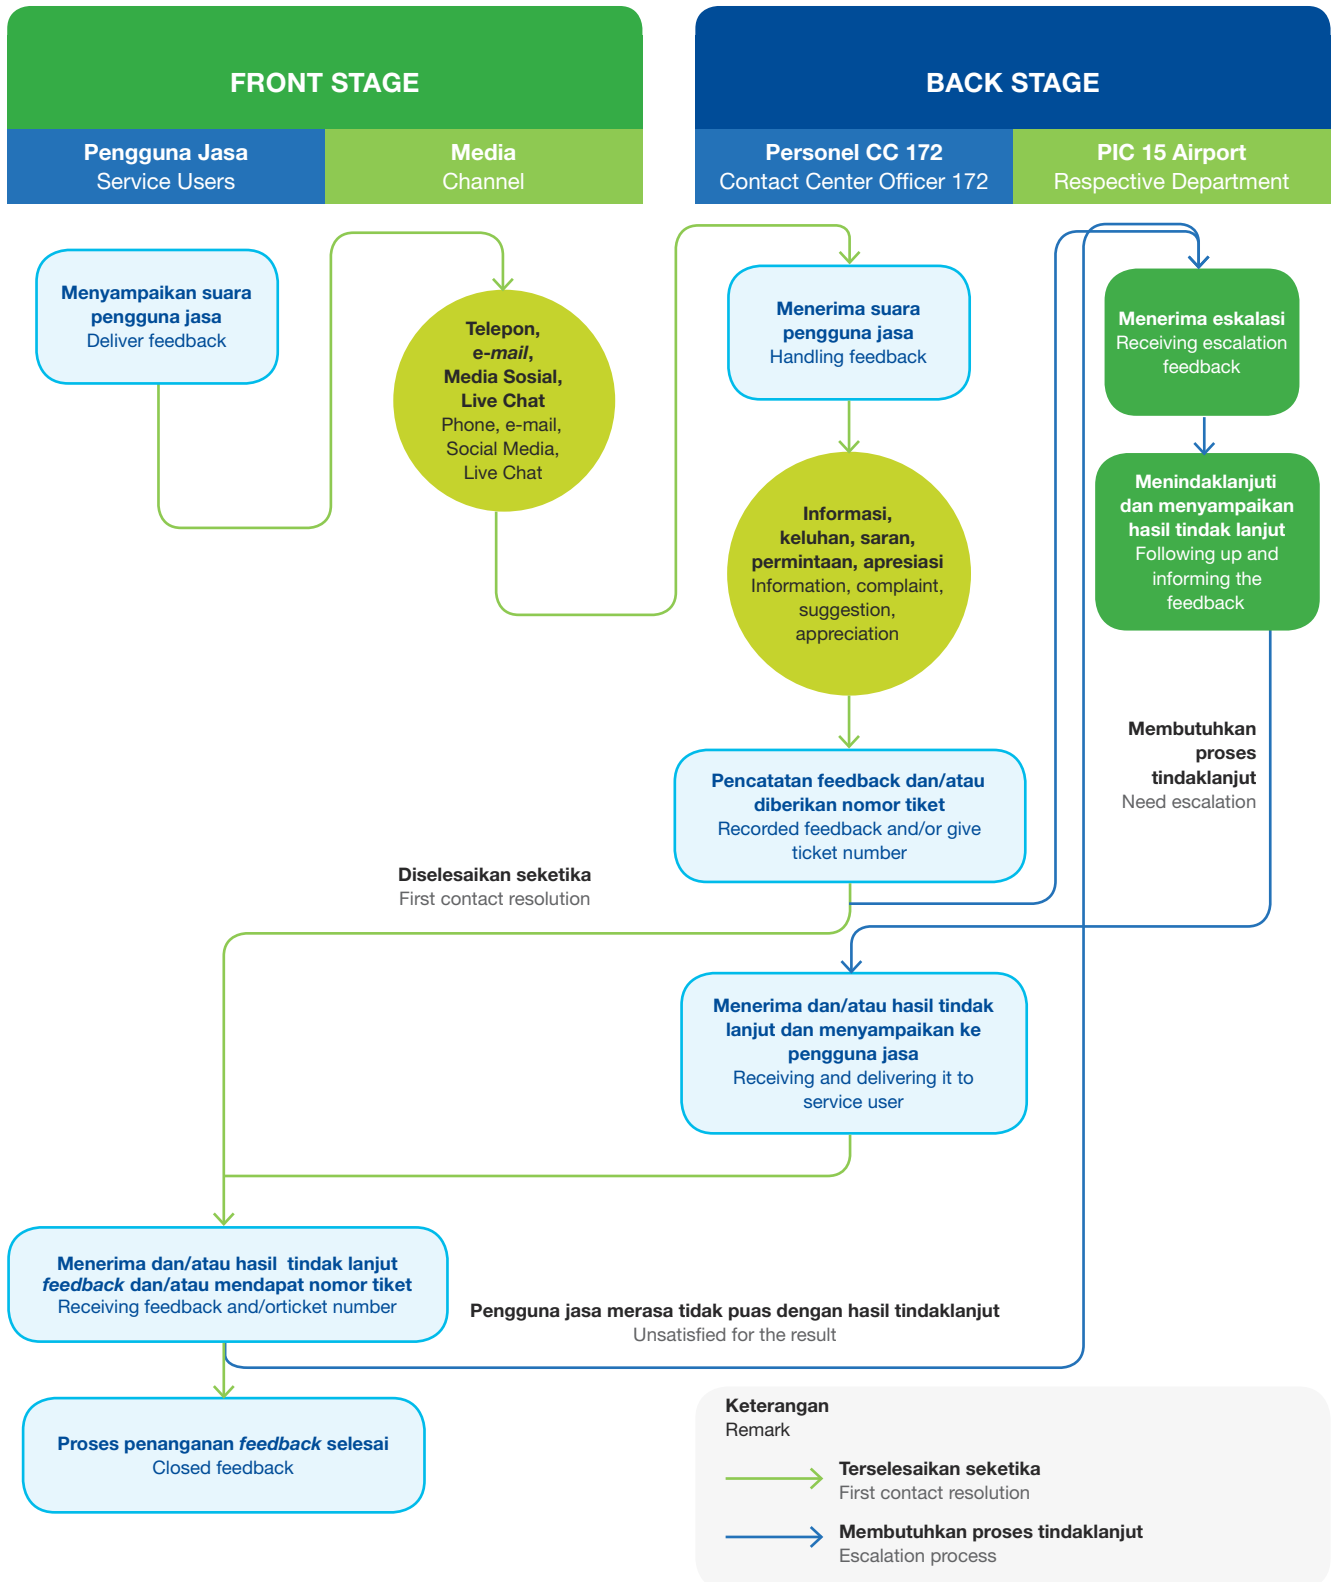 FRONT STAGE
BACK STAGE
Pengguna Jasa
Service Users
Media
Channel
Personel CC 172
Contact Center Officer 172
PIC 15 Airport
Respective Department
Menyampaikan suara
pengguna jasa
Deliver feedback
Telepon,
e-mail,
Media Sosial,
Live Chat
Phone, e-mail,
Social Media,
Live Chat
Menerima suara
pengguna jasa
Handling feedback
Menerima eskalasi
Receiving escalation
feedback
Informasi,
keluhan, saran,
permintaan, apresiasi
Information, complaint,
suggestion,
appreciation
Menindaklanjuti
dan menyampaikan
hasil tindak lanjut
Following up and
informing the
feedback
Membutuhkan
proses
tindaklanjut
Need escalation
Pencatatan feedback dan/atau
diberikan nomor tiket
Recorded feedback and/or give
ticket number
Diselesaikan seketika
First contact resolution
Menerima dan/atau hasil tindak
lanjut dan menyampaikan ke
pengguna jasa
Receiving and delivering it to
service user
Menerima dan/atau hasil tindak lanjut
feedback dan/atau mendapat nomor tiket
Receiving feedback and/orticket number
Pengguna jasa merasa tidak puas dengan hasil tindaklanjut
Unsatisfied for the result
Proses penanganan feedback selesai
Closed feedback
Keterangan
Remark
Terselesaikan seketika
First contact resolution
Membutuhkan proses tindaklanjut
Escalation process